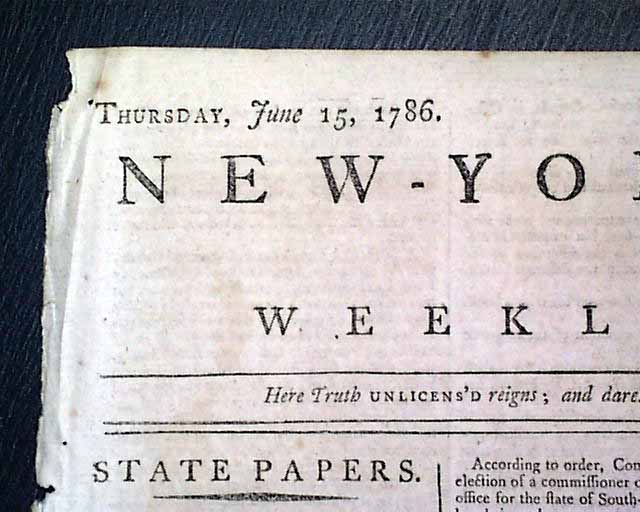 THURSDAY, June 15, 1786.
NEW-YO
WEEKL
Here Truth UNLICENS'D reigns; and dare
STATE PAPERS.
According to order, Con
election of a commissioner o
office for the ſtate of South-